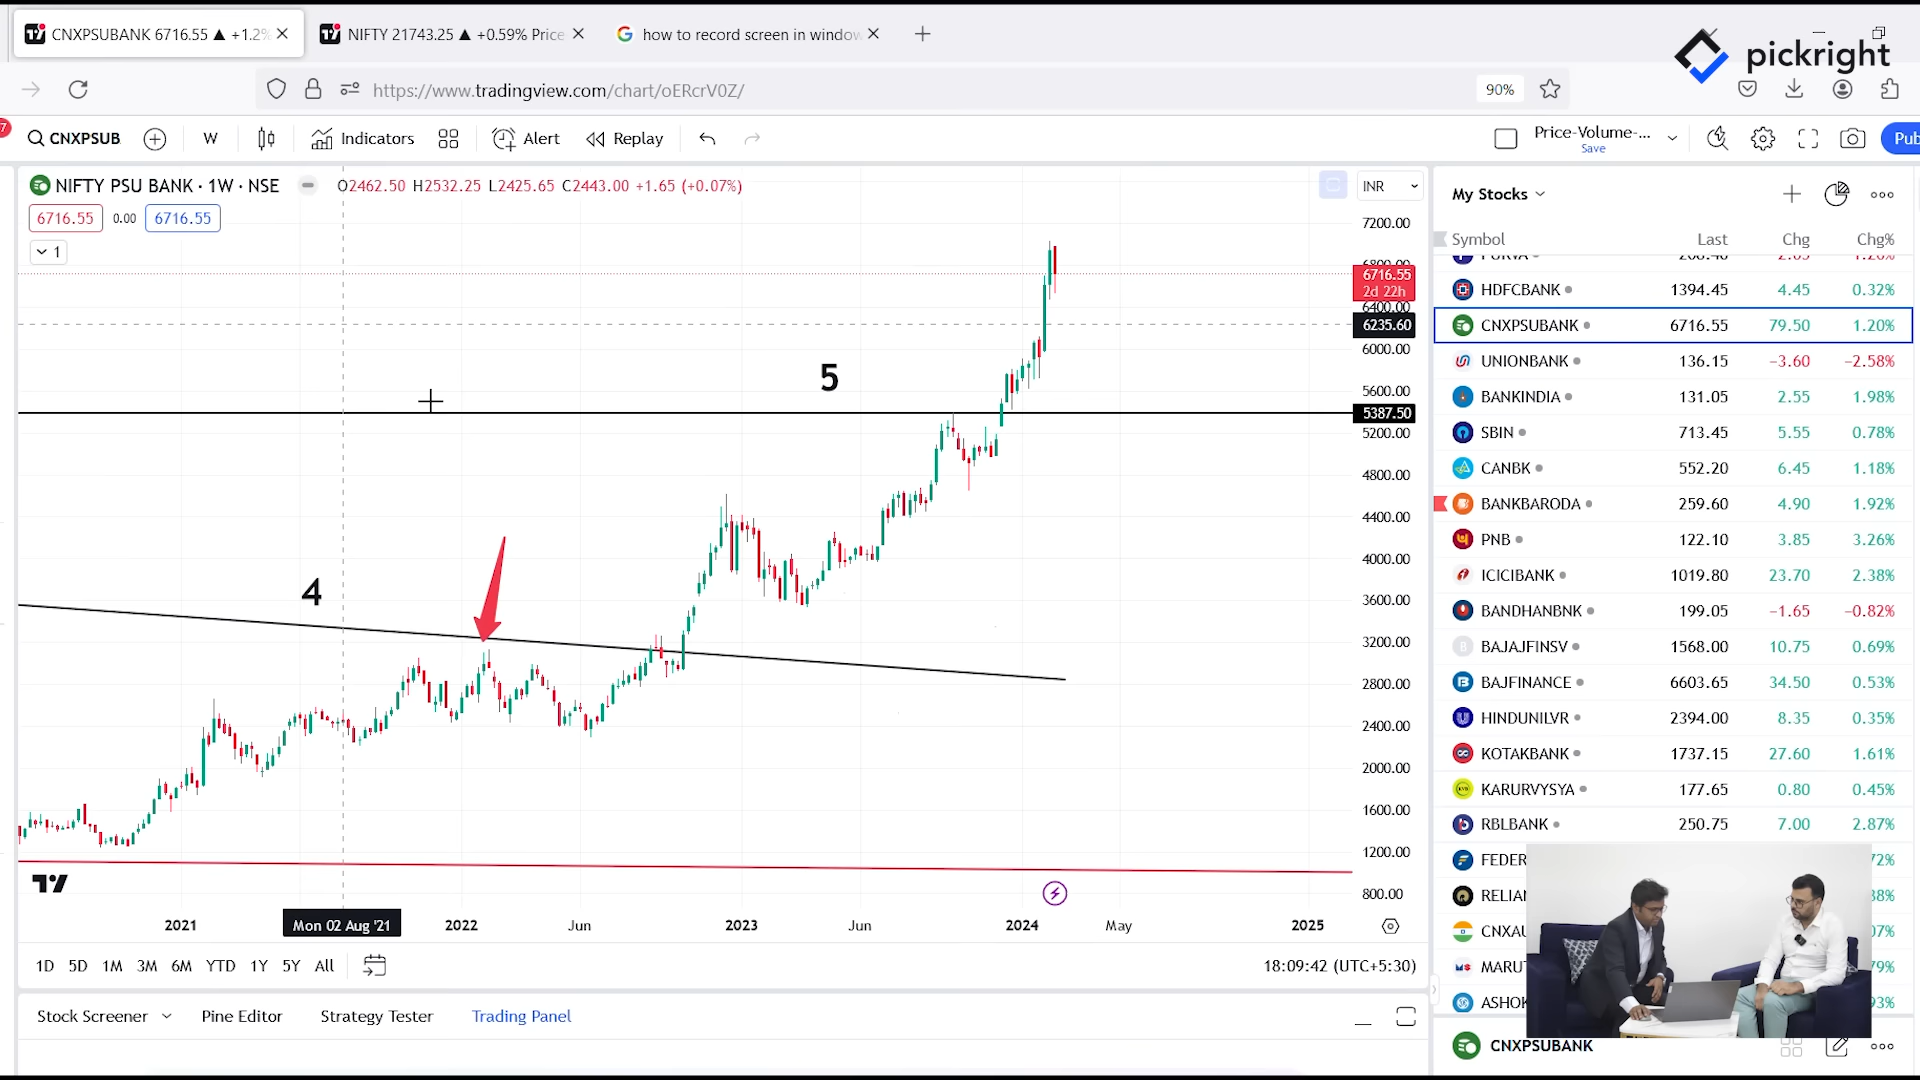 CNXPSUBANK 6716.55 ▲ +1.2%
NIFTY 21743.25 ▲ +0.59% Price
how to record screen in window
pickright
https://www.tradingview.com/chart/oERcrV0Z/
90%
7
CNXPSUB
W
Indicators
Alert
Replay
Price-Volume-...
Save
Pub
NIFTY PSU BANK · 1W · NSE
O2462.50 H2532.25 L2425.65 C2443.00 +1.65 (+0.07%)
INR
6716.55 0.00 6716.55
1
7200.00
6716.55
2d 22h
6400.00
6235.60
6000.00
5600.00
5387.50
5200.00
4800.00
4400.00
4000.00
3600.00
3200.00
2800.00
2400.00
2000.00
1600.00
1200.00
800.00
5
4
2021
Mon 02 Aug '21
2022
Jun
2023
Jun
2024
May
2025
1D 5D 1M 3M 6M YTD 1Y 5Y All
18:09:42 (UTC+5:30)
Stock Screener
Pine Editor
Strategy Tester
Trading Panel
My Stocks
Symbol Last Chg Chg%
HDFCBANK 1394.45 4.45 0.32%
CNXPSUBANK 6716.55 79.50 1.20%
UNIONBANK 136.15 −3.60 −2.58%
BANKINDIA 131.05 2.55 1.98%
SBIN 713.45 5.55 0.78%
CANBK 552.20 6.45 1.18%
BANKBARODA 259.60 4.90 1.92%
PNB 122.10 3.85 3.26%
ICICIBANK 1019.80 23.70 2.38%
BANDHANBNK 199.05 −1.65 −0.82%
BAJAJFINSV 1568.00 10.75 0.69%
BAJFINANCE 6603.65 34.50 0.53%
HINDUNILVR 2394.00 8.35 0.35%
KOTAKBANK 1737.15 27.60 1.61%
KARURVYSYA 177.65 0.80 0.45%
RBLBANK 250.75 7.00 2.87%
FEDER 72%
RELIAN 38%
CNXAU 07%
MARUT 79%
ASHOK 93%
CNXPSUBANK